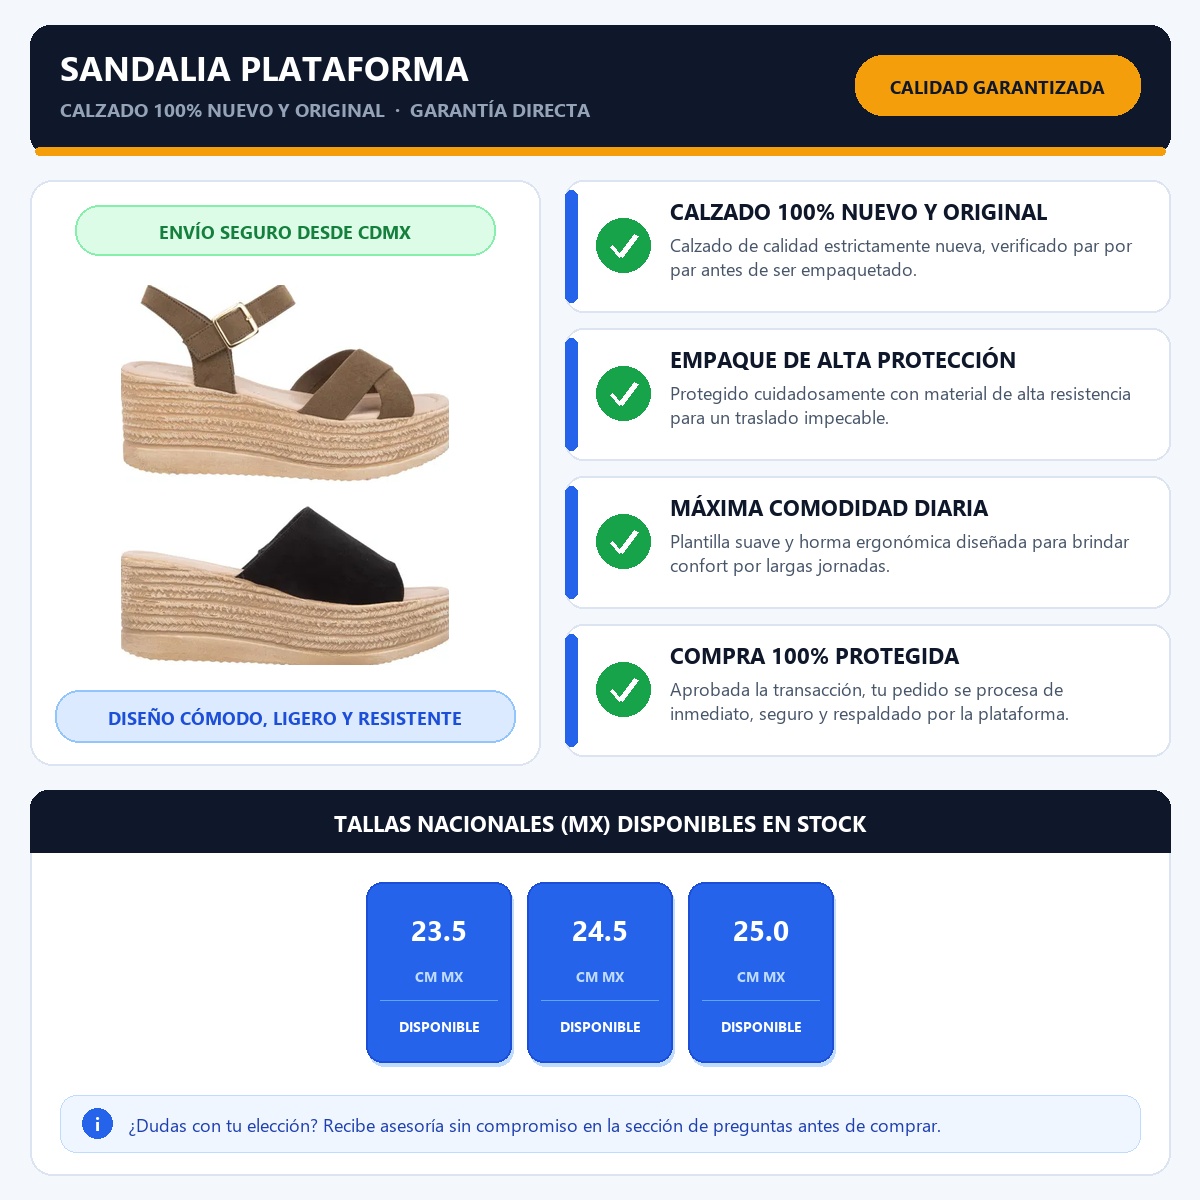 SANDALIA PLATAFORMA
CALZADO 100% NUEVO Y ORIGINAL · GARANTÍA DIRECTA
CALIDAD GARANTIZADA
ENVÍO SEGURO DESDE CDMX
DISEÑO CÓMODO, LIGERO Y RESISTENTE
CALZADO 100% NUEVO Y ORIGINAL
Calzado de calidad estrictamente nueva, verificado par por
par antes de ser empaquetado.
EMPAQUE DE ALTA PROTECCIÓN
Protegido cuidadosamente con material de alta resistencia
para un traslado impecable.
MÁXIMA COMODIDAD DIARIA
Plantilla suave y horma ergonómica diseñada para brindar
confort por largas jornadas.
COMPRA 100% PROTEGIDA
Aprobada la transacción, tu pedido se procesa de
inmediato, seguro y respaldado por la plataforma.
TALLAS NACIONALES (MX) DISPONIBLES EN STOCK
23.5
CM MX
DISPONIBLE
24.5
CM MX
DISPONIBLE
25.0
CM MX
DISPONIBLE
i
¿Dudas con tu elección? Recibe asesoría sin compromiso en la sección de preguntas antes de comprar.